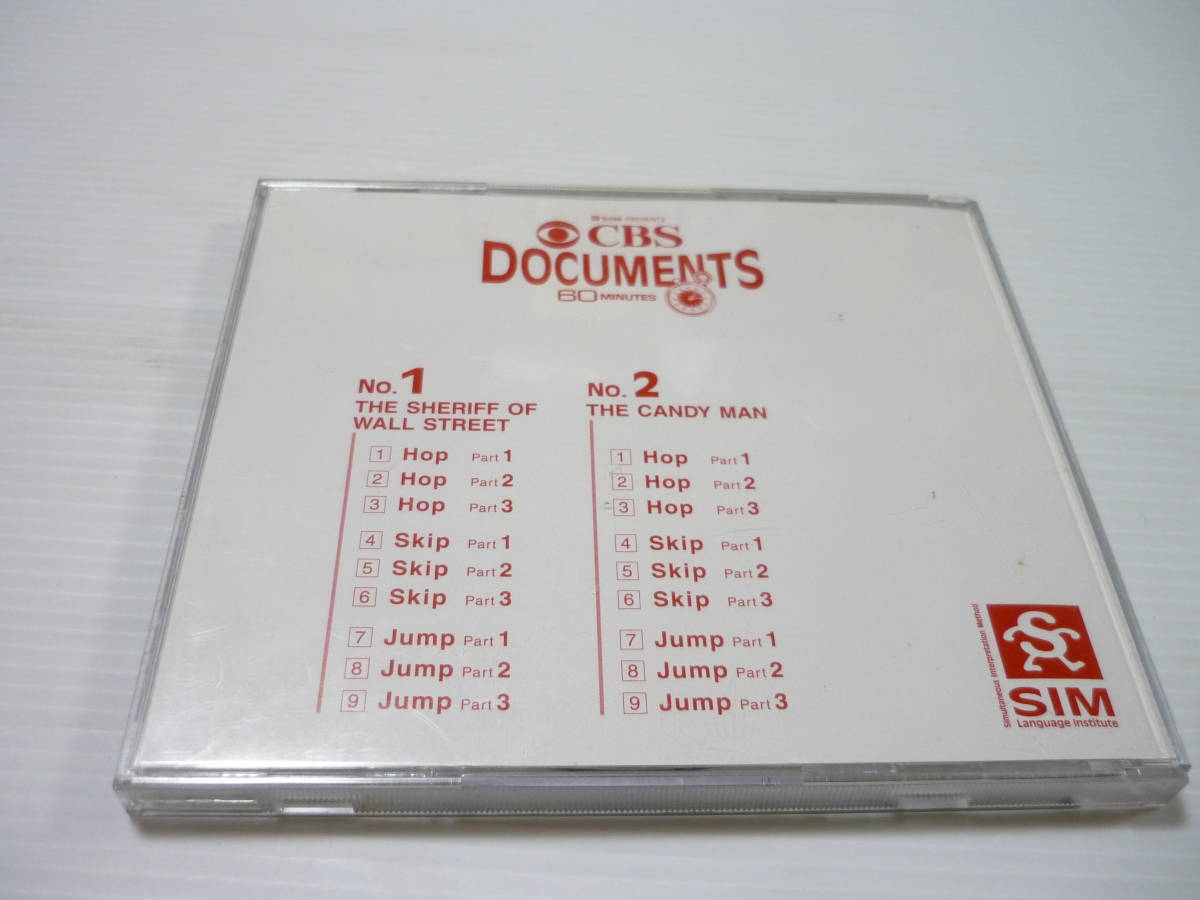 SIM PRESENTS
CBS
DOCUMENTS
60 MINUTES
No. 1
THE SHERIFF OF
WALL STREET
1 Hop Part 1
2 Hop Part 2
3 Hop Part 3
4 Skip Part 1
5 Skip Part 2
6 Skip Part 3
7 Jump Part 1
8 Jump Part 2
9 Jump Part 3
No. 2
THE CANDY MAN
1 Hop Part 1
2 Hop Part 2
3 Hop Part 3
4 Skip Part 1
5 Skip Part 2
6 Skip Part 3
7 Jump Part 1
8 Jump Part 2
9 Jump Part 3
Simultaneous Interpretation Method
SIM
Language Institute